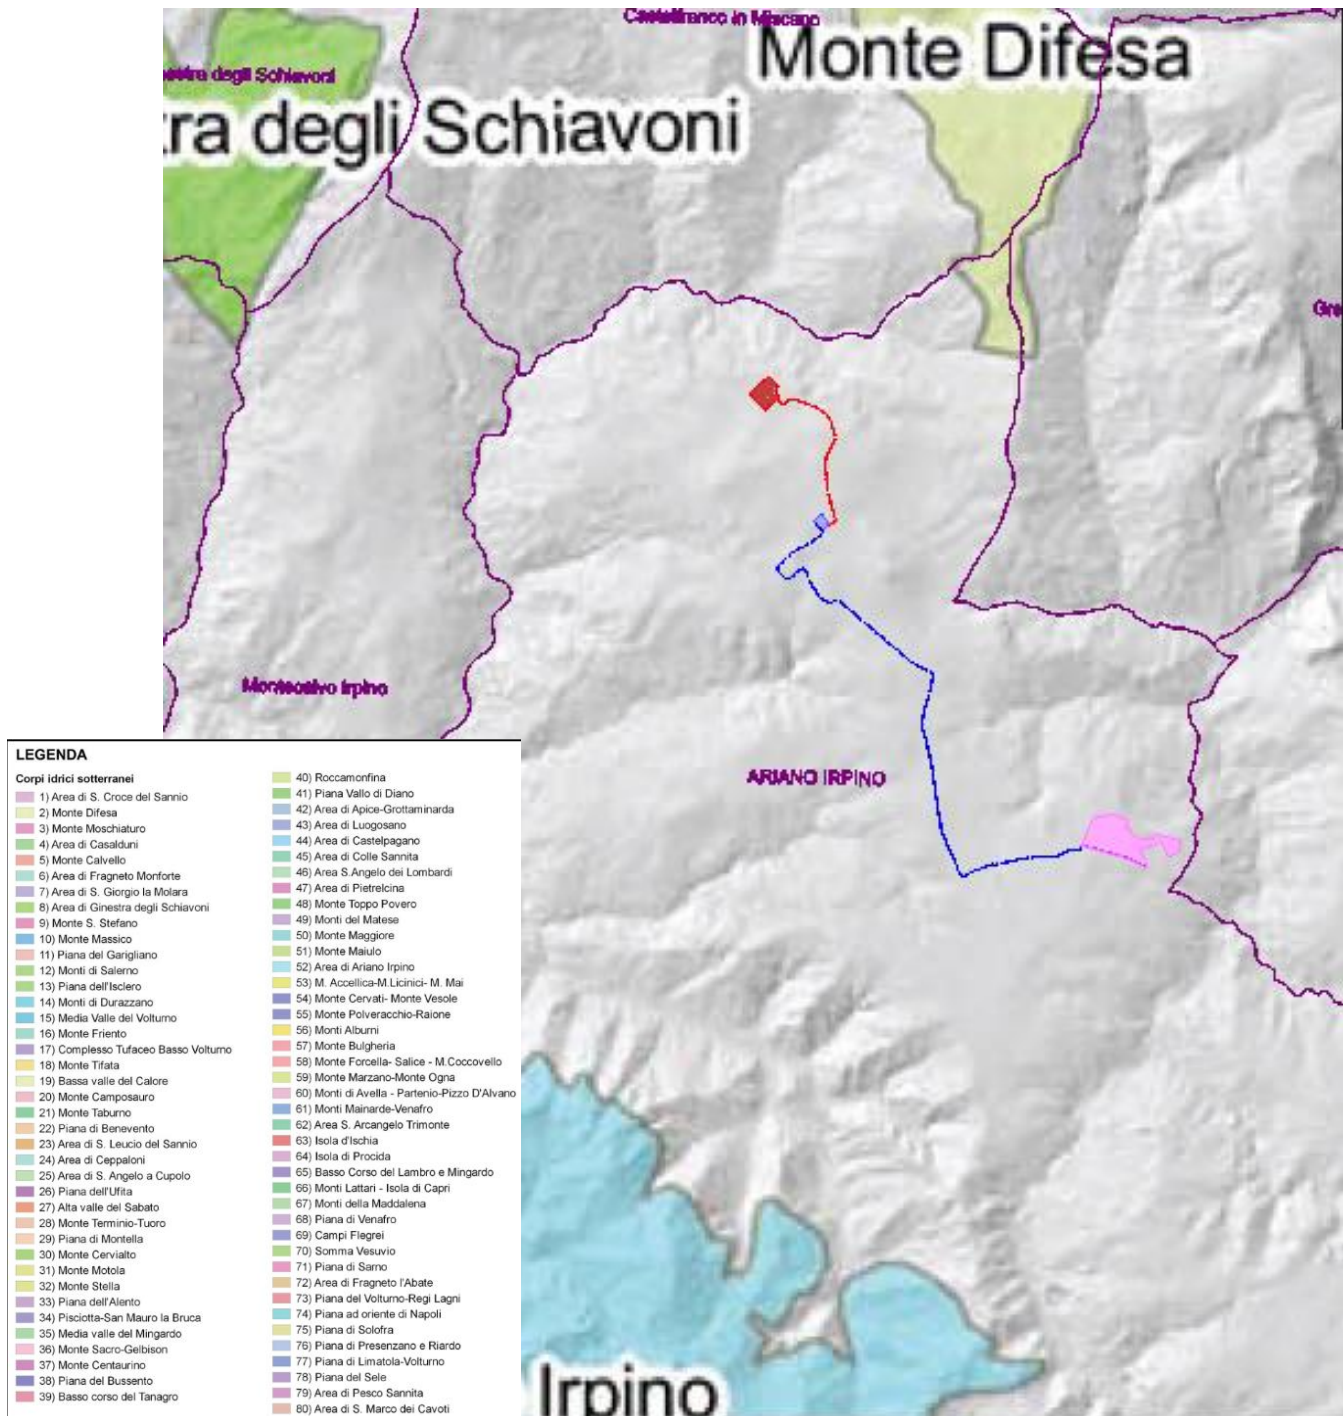 Castelfranco in Miscano
Monte Difesa
estra degli Schiavoni
tra degli Schiavoni
Gre
Montecalvo Irpino
ARIANO IRPINO
Irpino
LEGENDA
Corpi idrici sotterranei
1) Area di S. Croce del Sannio
2) Monte Difesa
3) Monte Moschiaturo
4) Area di Casalduni
5) Monte Calvello
6) Area di Fragneto Monforte
7) Area di S. Giorgio la Molara
8) Area di Ginestra degli Schiavoni
9) Monte S. Stefano
10) Monte Massico
11) Piana del Garigliano
12) Monti di Salerno
13) Piana dell'Isclero
14) Monti di Durazzano
15) Media Valle del Volturno
16) Monte Friento
17) Complesso Tufaceo Basso Volturno
18) Monte Tifata
19) Bassa valle del Calore
20) Monte Camposauro
21) Monte Taburno
22) Piana di Benevento
23) Area di S. Leucio del Sannio
24) Area di Ceppaloni
25) Area di S. Angelo a Cupolo
26) Piana dell'Ufita
27) Alta valle del Sabato
28) Monte Terminio-Tuoro
29) Piana di Montella
30) Monte Cervialto
31) Monte Motola
32) Monte Stella
33) Piana dell'Alento
34) Pisciotta-San Mauro la Bruca
35) Media valle del Mingardo
36) Monte Sacro-Gelbison
37) Monte Centaurino
38) Piana del Bussento
39) Basso corso del Tanagro
40) Roccamonfina
41) Piana Vallo di Diano
42) Area di Apice-Grottaminarda
43) Area di Luogosano
44) Area di Castelpagano
45) Area di Colle Sannita
46) Area S.Angelo dei Lombardi
47) Area di Pietrelcina
48) Monte Toppo Povero
49) Monti del Matese
50) Monte Maggiore
51) Monte Maiulo
52) Area di Ariano Irpino
53) M. Accellica-M.Licinici- M. Mai
54) Monte Cervati- Monte Vesole
55) Monte Polveracchio-Raione
56) Monti Alburni
57) Monte Bulgheria
58) Monte Forcella- Salice - M.Coccovello
59) Monte Marzano-Monte Ogna
60) Monti di Avella - Partenio-Pizzo D'Alvano
61) Monti Mainarde-Venafro
62) Area S. Arcangelo Trimonte
63) Isola d'Ischia
64) Isola di Procida
65) Basso Corso del Lambro e Mingardo
66) Monti Lattari - Isola di Capri
67) Monti della Maddalena
68) Piana di Venafro
69) Campi Flegrei
70) Somma Vesuvio
71) Piana di Sarno
72) Area di Fragneto l'Abate
73) Piana del Volturno-Regi Lagni
74) Piana ad oriente di Napoli
75) Piana di Solofra
76) Piana di Presenzano e Riardo
77) Piana di Limatola-Volturno
78) Piana del Sele
79) Area di Pesco Sannita
80) Area di S. Marco dei Cavoti